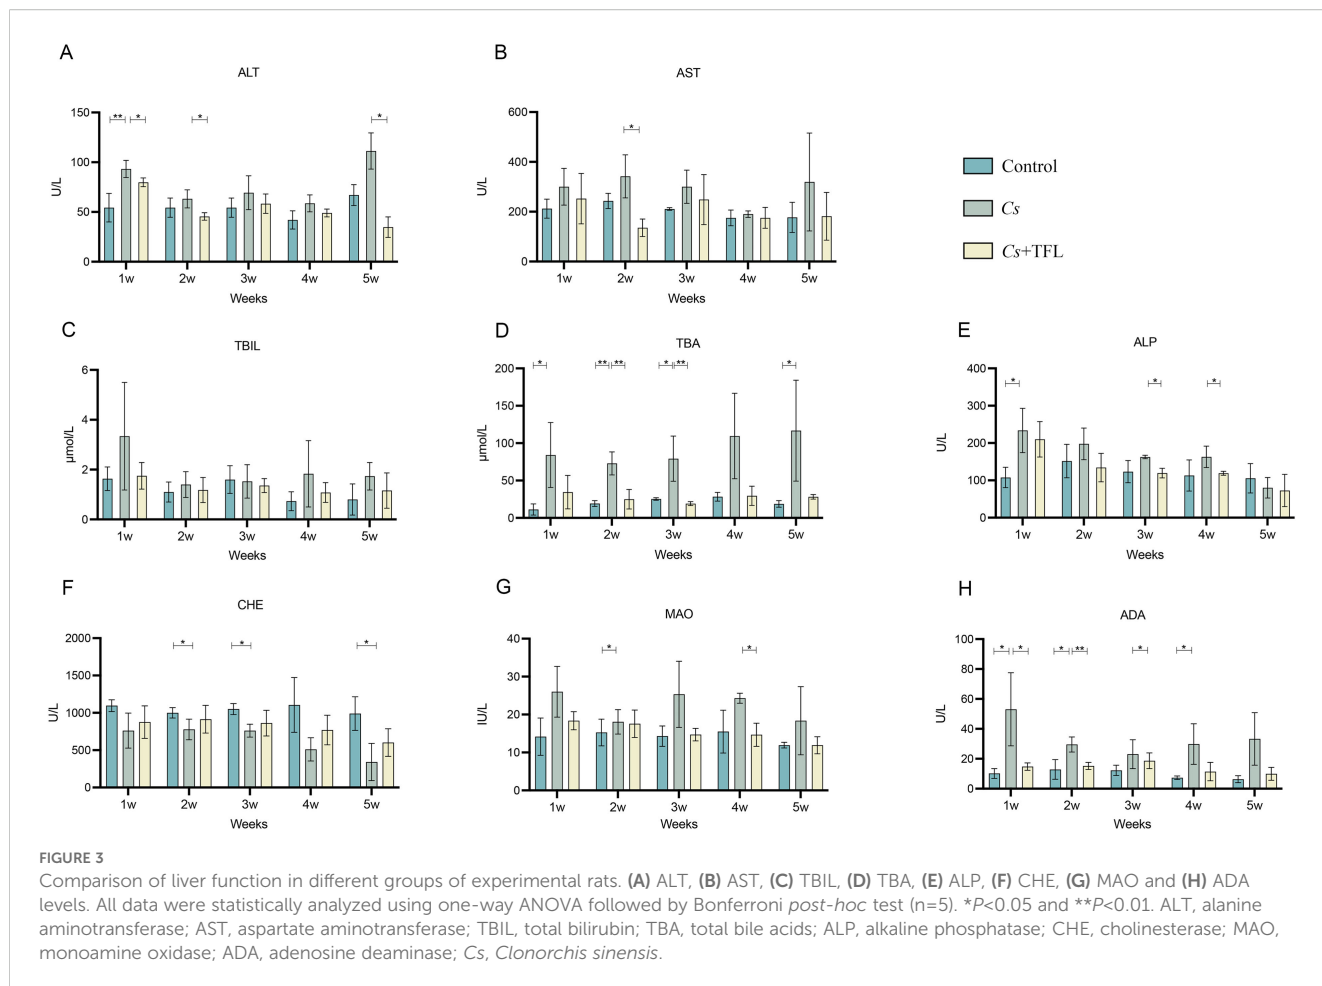 A
ALT
150
100
50
0
U/L
** * * *
1w 2w 3w 4w 5w
Weeks
B
AST
600
400
200
0
U/L
*
1w 2w 3w 4w 5w
Weeks
Control
Cs
Cs+TFL
C
TBIL
6
4
2
0
µmol/L
1w 2w 3w 4w 5w
Weeks
D
TBA
200
150
100
50
0
µmol/L
* ** ** * ** *
1w 2w 3w 4w 5w
Weeks
E
ALP
400
300
200
100
0
U/L
* * *
1w 2w 3w 4w 5w
Weeks
F
CHE
2000
1500
1000
500
0
U/L
* * *
1w 2w 3w 4w 5w
Weeks
G
MAO
40
30
20
10
0
IU/L
* *
1w 2w 3w 4w 5w
Weeks
H
ADA
100
80
60
40
20
0
U/L
* * * ** * *
1w 2w 3w 4w 5w
Weeks
FIGURE 3
Comparison of liver function in different groups of experimental rats. (A) ALT, (B) AST, (C) TBIL, (D) TBA, (E) ALP, (F) CHE, (G) MAO and (H) ADA
levels. All data were statistically analyzed using one-way ANOVA followed by Bonferroni post-hoc test (n=5). *P<0.05 and **P<0.01. ALT, alanine
aminotransferase; AST, aspartate aminotransferase; TBIL, total bilirubin; TBA, total bile acids; ALP, alkaline phosphatase; CHE, cholinesterase; MAO,
monoamine oxidase; ADA, adenosine deaminase; Cs, Clonorchis sinensis.